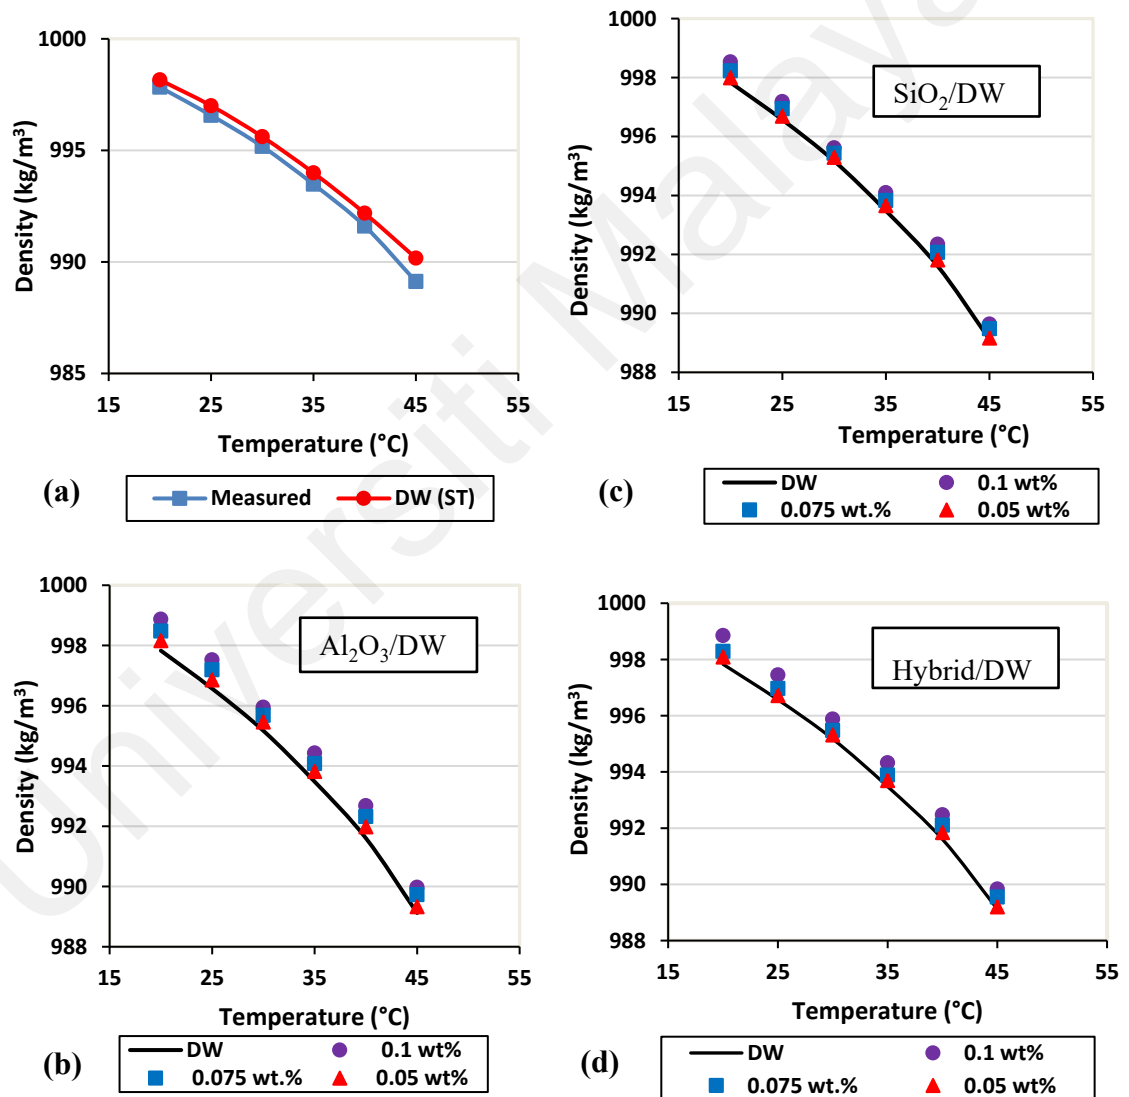 1000
995
990
985
15 25 35 45 55
Density (kg/m³)
Temperature (°C)
(a)
Measured DW (ST)
1000
998
996
994
992
990
988
15 25 35 45 55
Density (kg/m³)
Temperature (°C)
SiO₂/DW
(c)
DW 0.1 wt%
0.075 wt.% 0.05 wt%
1000
998
996
994
992
990
988
15 25 35 45 55
Density (kg/m³)
Temperature (°C)
Al₂O₃/DW
(b)
DW 0.1 wt%
0.075 wt.% 0.05 wt%
1000
998
996
994
992
990
988
15 25 35 45 55
Density (kg/m³)
Temperature (°C)
Hybrid/DW
(d)
DW 0.1 wt%
0.075 wt.% 0.05 wt%
Universiti Malaya